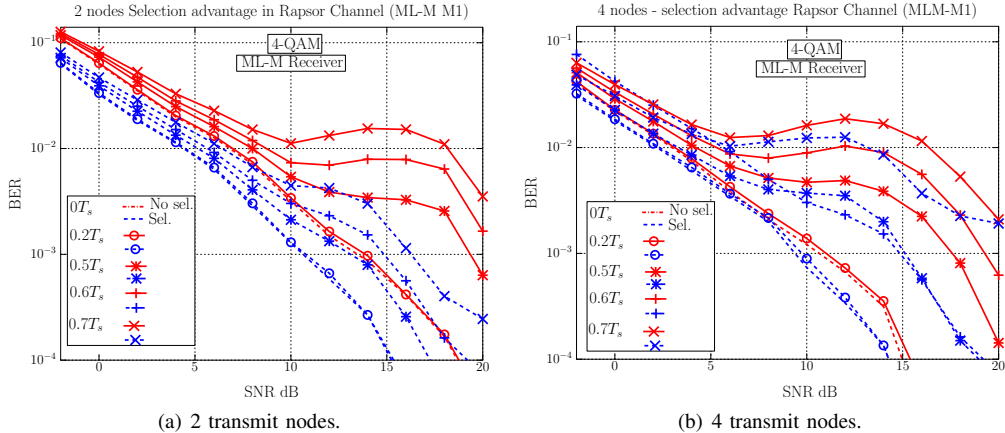 2 nodes Selection advantage in Rapsor Channel (ML-M M1)
10⁻¹
10⁻²
10⁻³
10⁻⁴
BER
4-QAM
ML-M Receiver
0Tₛ
No sel.
Sel.
0.2Tₛ
0.5Tₛ
0.6Tₛ
0.7Tₛ
0 5 10 15 20
SNR dB
(a) 2 transmit nodes.
4 nodes - selection advantage Rapsor Channel (MLM-M1)
10⁻¹
10⁻²
10⁻³
10⁻⁴
BER
4-QAM
ML-M Receiver
0Tₛ
No sel.
Sel.
0.2Tₛ
0.5Tₛ
0.6Tₛ
0.7Tₛ
0 5 10 15 20
SNR dB
(b) 4 transmit nodes.